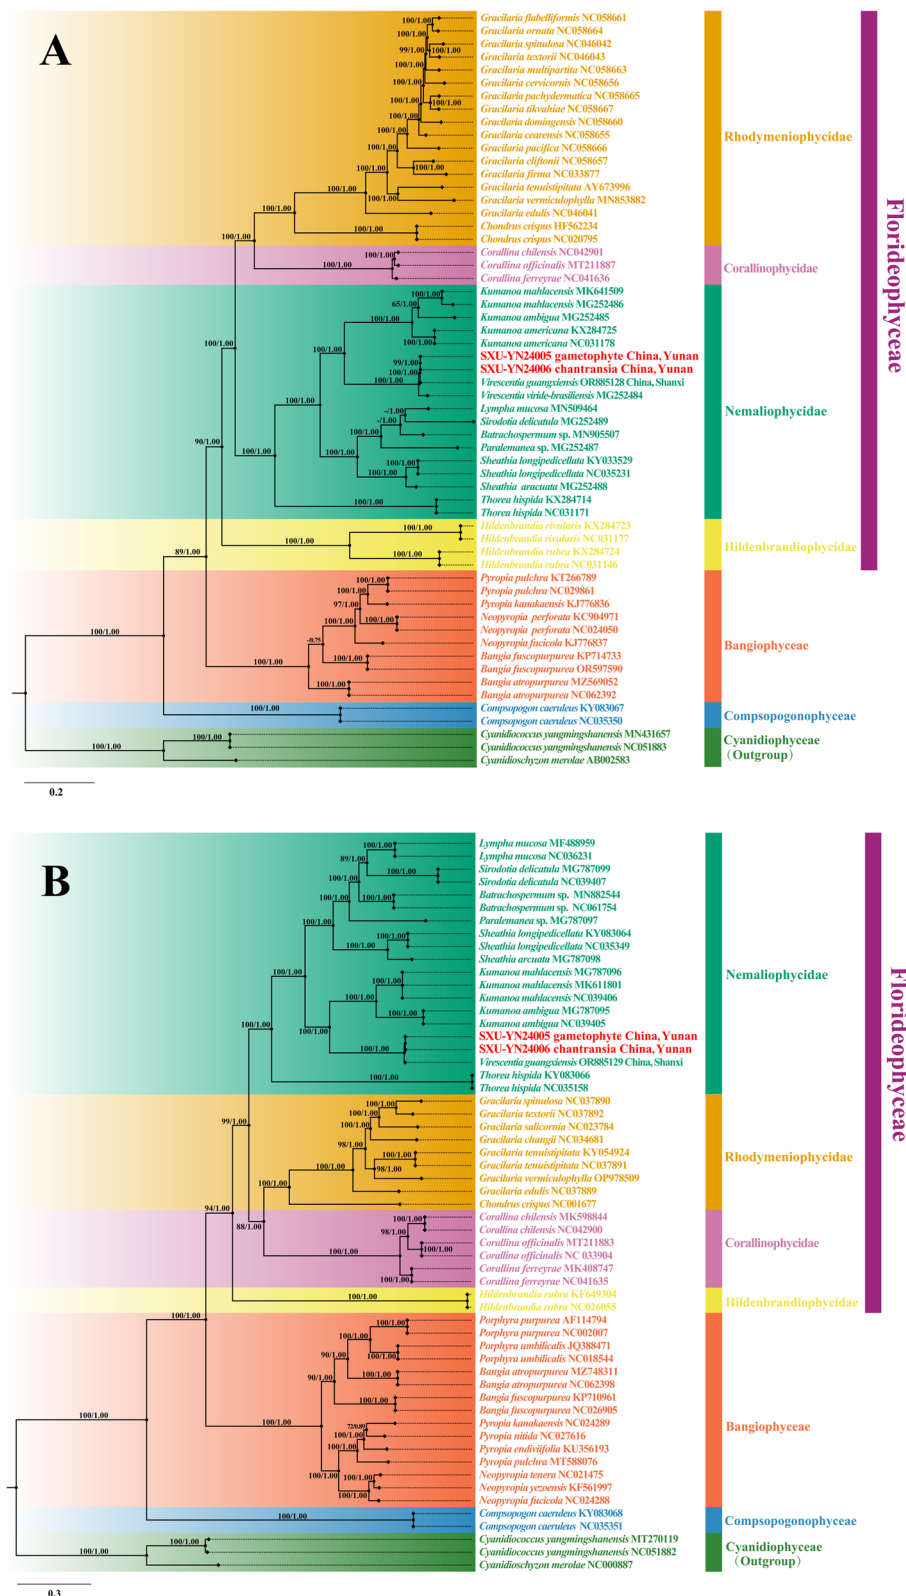 A
Gracilaria flabelliformis NC058661
Gracilaria ornata NC058664
Gracilaria spinulosa NC046042
Gracilaria textorii NC046043
Gracilaria multipartita NC058663
Gracilaria cervicornis NC058656
Gracilaria pachydermatica NC058665
Gracilaria tikvahiae NC058667
Gracilaria domingensis NC058660
Gracilaria cearensis NC058655
Gracilaria pacifica NC058666
Gracilaria cliftonii NC058657
Gracilaria firma NC033877
Gracilaria tenuistipitata AY673996
Gracilaria vermiculophylla MN853882
Gracilaria edulis NC046041
Chondrus crispus HF562234
Chondrus crispus NC020795
Corallina chilensis NC042901
Corallina officinalis MT211887
Corallina ferreyrae NC041636
Kumanoa mahlacensis MK641509
Kumanoa mahlacensis MG252486
Kumanoa ambigua MG252485
Kumanoa americana KX284725
Kumanoa americana NC031178
SXU-YN24005 gametophyte China, Yunan
SXU-YN24006 chantransia China, Yunan
Virescentia guangxiensis OR885128 China, Shanxi
Virescentia viride-brasiliensis MG252484
Lympha mucosa MN509464
Sirodotia delicatula MG252489
Batrachospermum sp. MN905507
Paralemanea sp. MG252487
Sheathia longipedicellata KY033529
Sheathia longipedicellata NC035231
Sheathia aracuata MG252488
Thorea hispida KX284714
Thorea hispida NC031171
Hildenbrandia rivularis KX284723
Hildenbrandia rivularis NC031177
Hildenbrandia rubra KX284724
Hildenbrandia rubra NC031146
Pyropia pulchra KT266789
Pyropia pulchra NC029861
Pyropia kanakaensis KJ776836
Neopyropia perforata KC904971
Neopyropia perforata NC024050
Neopyropia fucicola KJ776837
Bangia fuscopurpurea KP714733
Bangia fuscopurpurea OR597590
Bangia atropurpurea MZ569052
Bangia atropurpurea NC062392
Compsopogon caeruleus KY083067
Compsopogon caeruleus NC035350
Cyanidiococcus yangmingshanensis MN431657
Cyanidiococcus yangmingshanensis NC051883
Cyanidioschyzon merolae AB002583
Rhodymeniophycidae
Corallinophycidae
Nemaliophycidae
Hildenbrandiophycidae
Bangiophyceae
Compsopogonophyceae
Cyanidiophyceae
(Outgroup)
Florideophyceae
0.2
B
Lympha mucosa MF488959
Lympha mucosa NC036231
Sirodotia delicatula MG787099
Sirodotia delicatula NC039407
Batrachospermum sp. MN882544
Batrachospermum sp. NC061754
Paralemanea sp. MG787097
Sheathia longipedicellata KY083064
Sheathia longipedicellata NC035349
Sheathia arcuata MG787098
Kumanoa mahlacensis MG787096
Kumanoa mahlacensis MK611801
Kumanoa mahlacensis NC039406
Kumanoa ambigua MG787095
Kumanoa ambigua NC039405
SXU-YN24005 gametophyte China, Yunan
SXU-YN24006 chantransia China, Yunan
Virescentia guangxiensis OR885129 China, Shanxi
Thorea hispida KY083066
Thorea hispida NC035158
Gracilaria spinulosa NC037890
Gracilaria textorii NC037892
Gracilaria salicornia NC023784
Gracilaria changii NC034681
Gracilaria tenuistipitata KY054924
Gracilaria tenuistipitata NC037891
Gracilaria vermiculophylla OP978509
Gracilaria edulis NC037889
Chondrus crispus NC001677
Corallina chilensis MK598844
Corallina chilensis NC042900
Corallina officinalis MT211883
Corallina officinalis NC 033904
Corallina ferreyrae MK408747
Corallina ferreyrae NC041635
Hildenbrandia rubra KF649304
Hildenbrandia rubra NC026055
Porphyra purpurea AF114794
Porphyra purpurea NC002007
Porphyra umbilicalis JQ388471
Porphyra umbilicalis NC018544
Bangia atropurpurea MZ748311
Bangia atropurpurea NC062398
Bangia fuscopurpurea KP710961
Bangia fuscopurpurea NC026905
Pyropia kanakaensis NC024289
Pyropia nitida NC027616
Pyropia endiviifolia KU356193
Pyropia pulchra MT588076
Neopyropia tenera NC021475
Neopyropia yezoensis KF561997
Neopyropia fucicola NC024288
Compsopogon caeruleus KY083068
Compsopogon caeruleus NC035351
Cyanidiococcus yangmingshanensis MT270119
Cyanidiococcus yangmingshanensis NC051882
Cyanidioschyzon merolae NC000887
Nemaliophycidae
Rhodymeniophycidae
Corallinophycidae
Hildenbrandiophycidae
Bangiophyceae
Compsopogonophyceae
Cyanidiophyceae
(Outgroup)
Florideophyceae
0.3